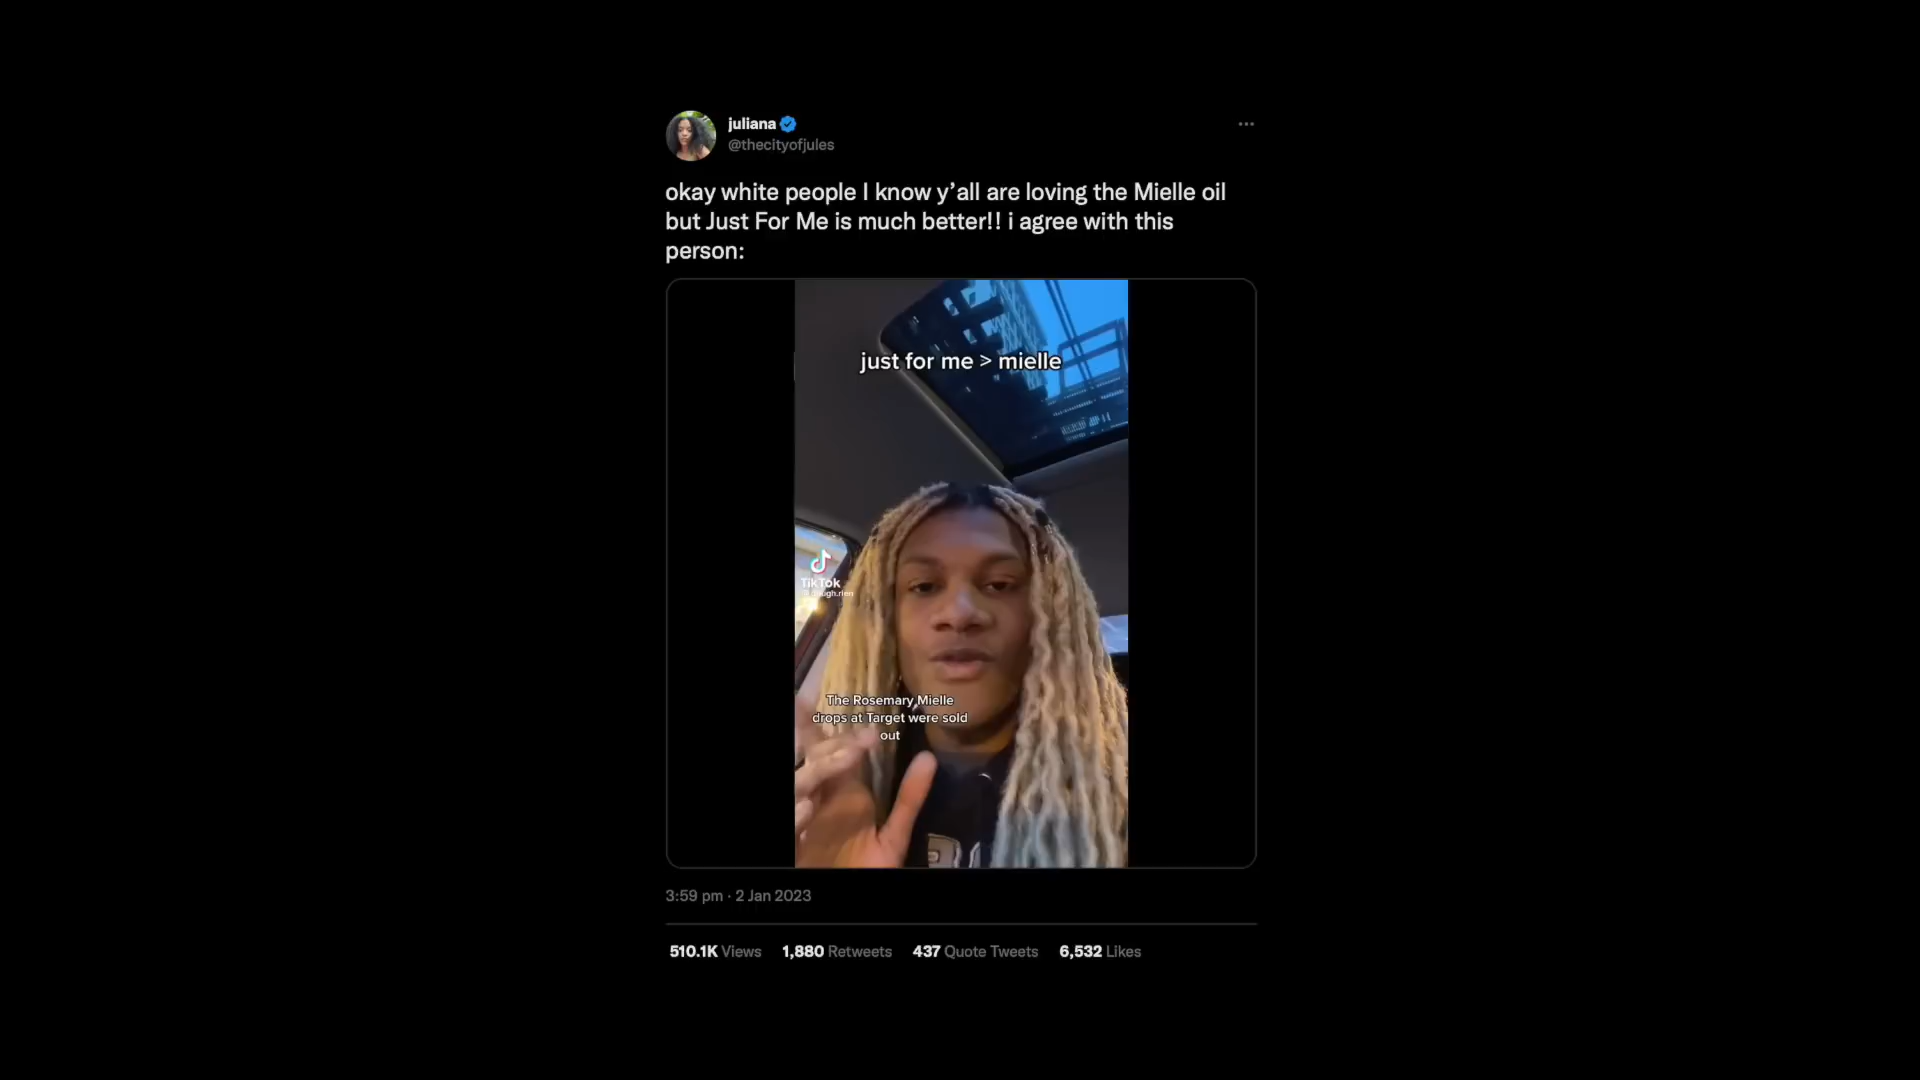 juliana
@thecityofjules
okay white people I know y’all are loving the Mielle oil
but Just For Me is much better!! i agree with this
person:
just for me > mielle
TikTok
The Rosemary Mielle
drops at Target were sold
out
3:59 pm · 2 Jan 2023
510.1K Views 1,880 Retweets 437 Quote Tweets 6,532 Likes